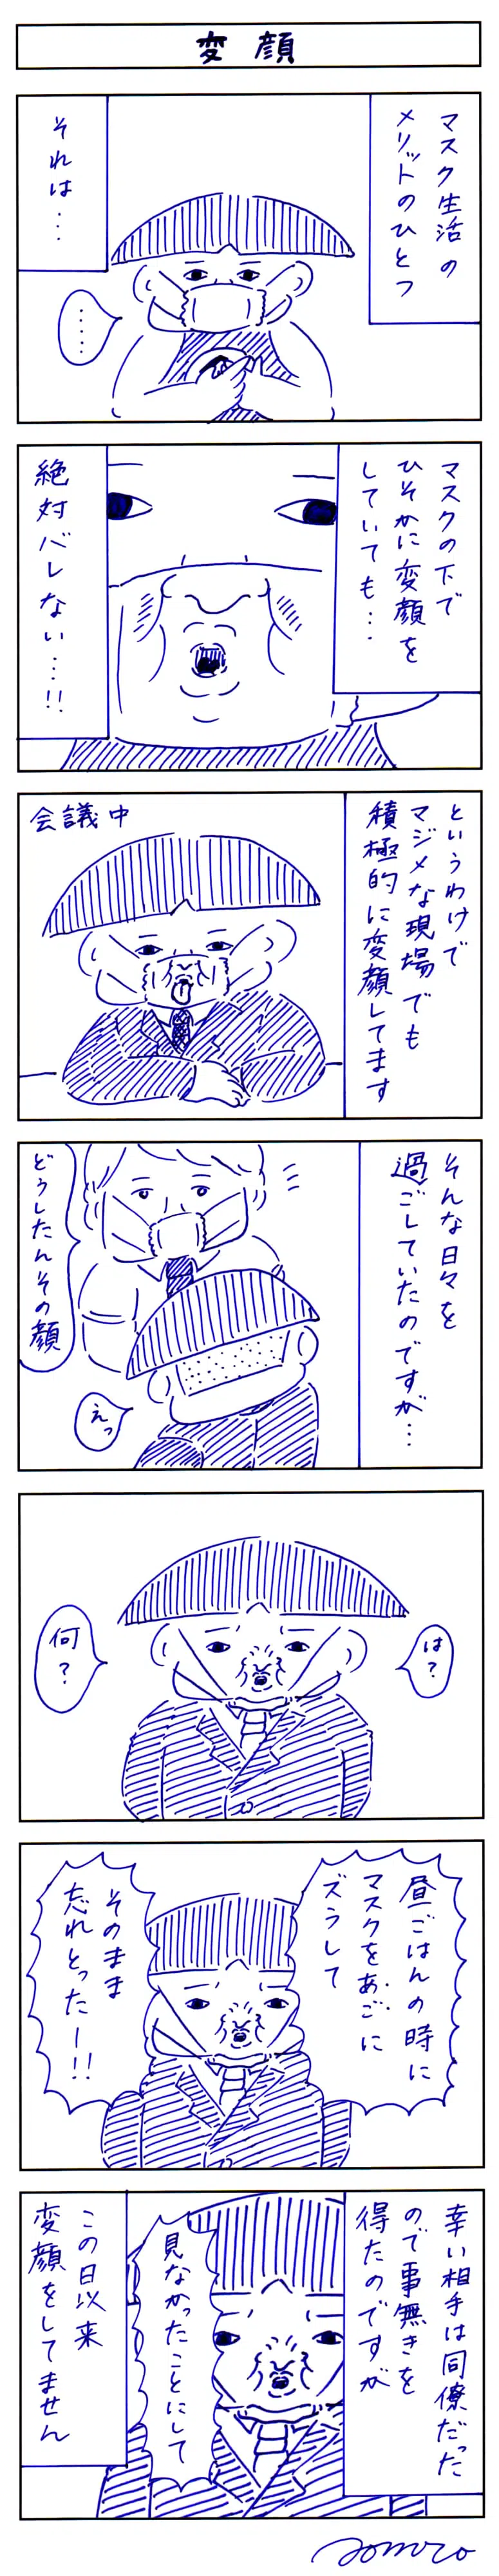 変顔
マスク生活の
メリットのひとつ
それは…
……
マスクの下で
ひそかに変顔を
していても…
絶対バレない…!!
というわけで
マジメな現場でも
積極的に変顔してます
会議中
そんな日々を
過ごしていたのですが…
どうしたんその顔
えっ
は？
何？
昼ごはんの時に
マスクをあごに
ズラして
そのまま
忘れとったー!!
幸い相手は同僚だった
ので事無きを
得たのですが
見なかったことにして
この日以来
変顔をしてません